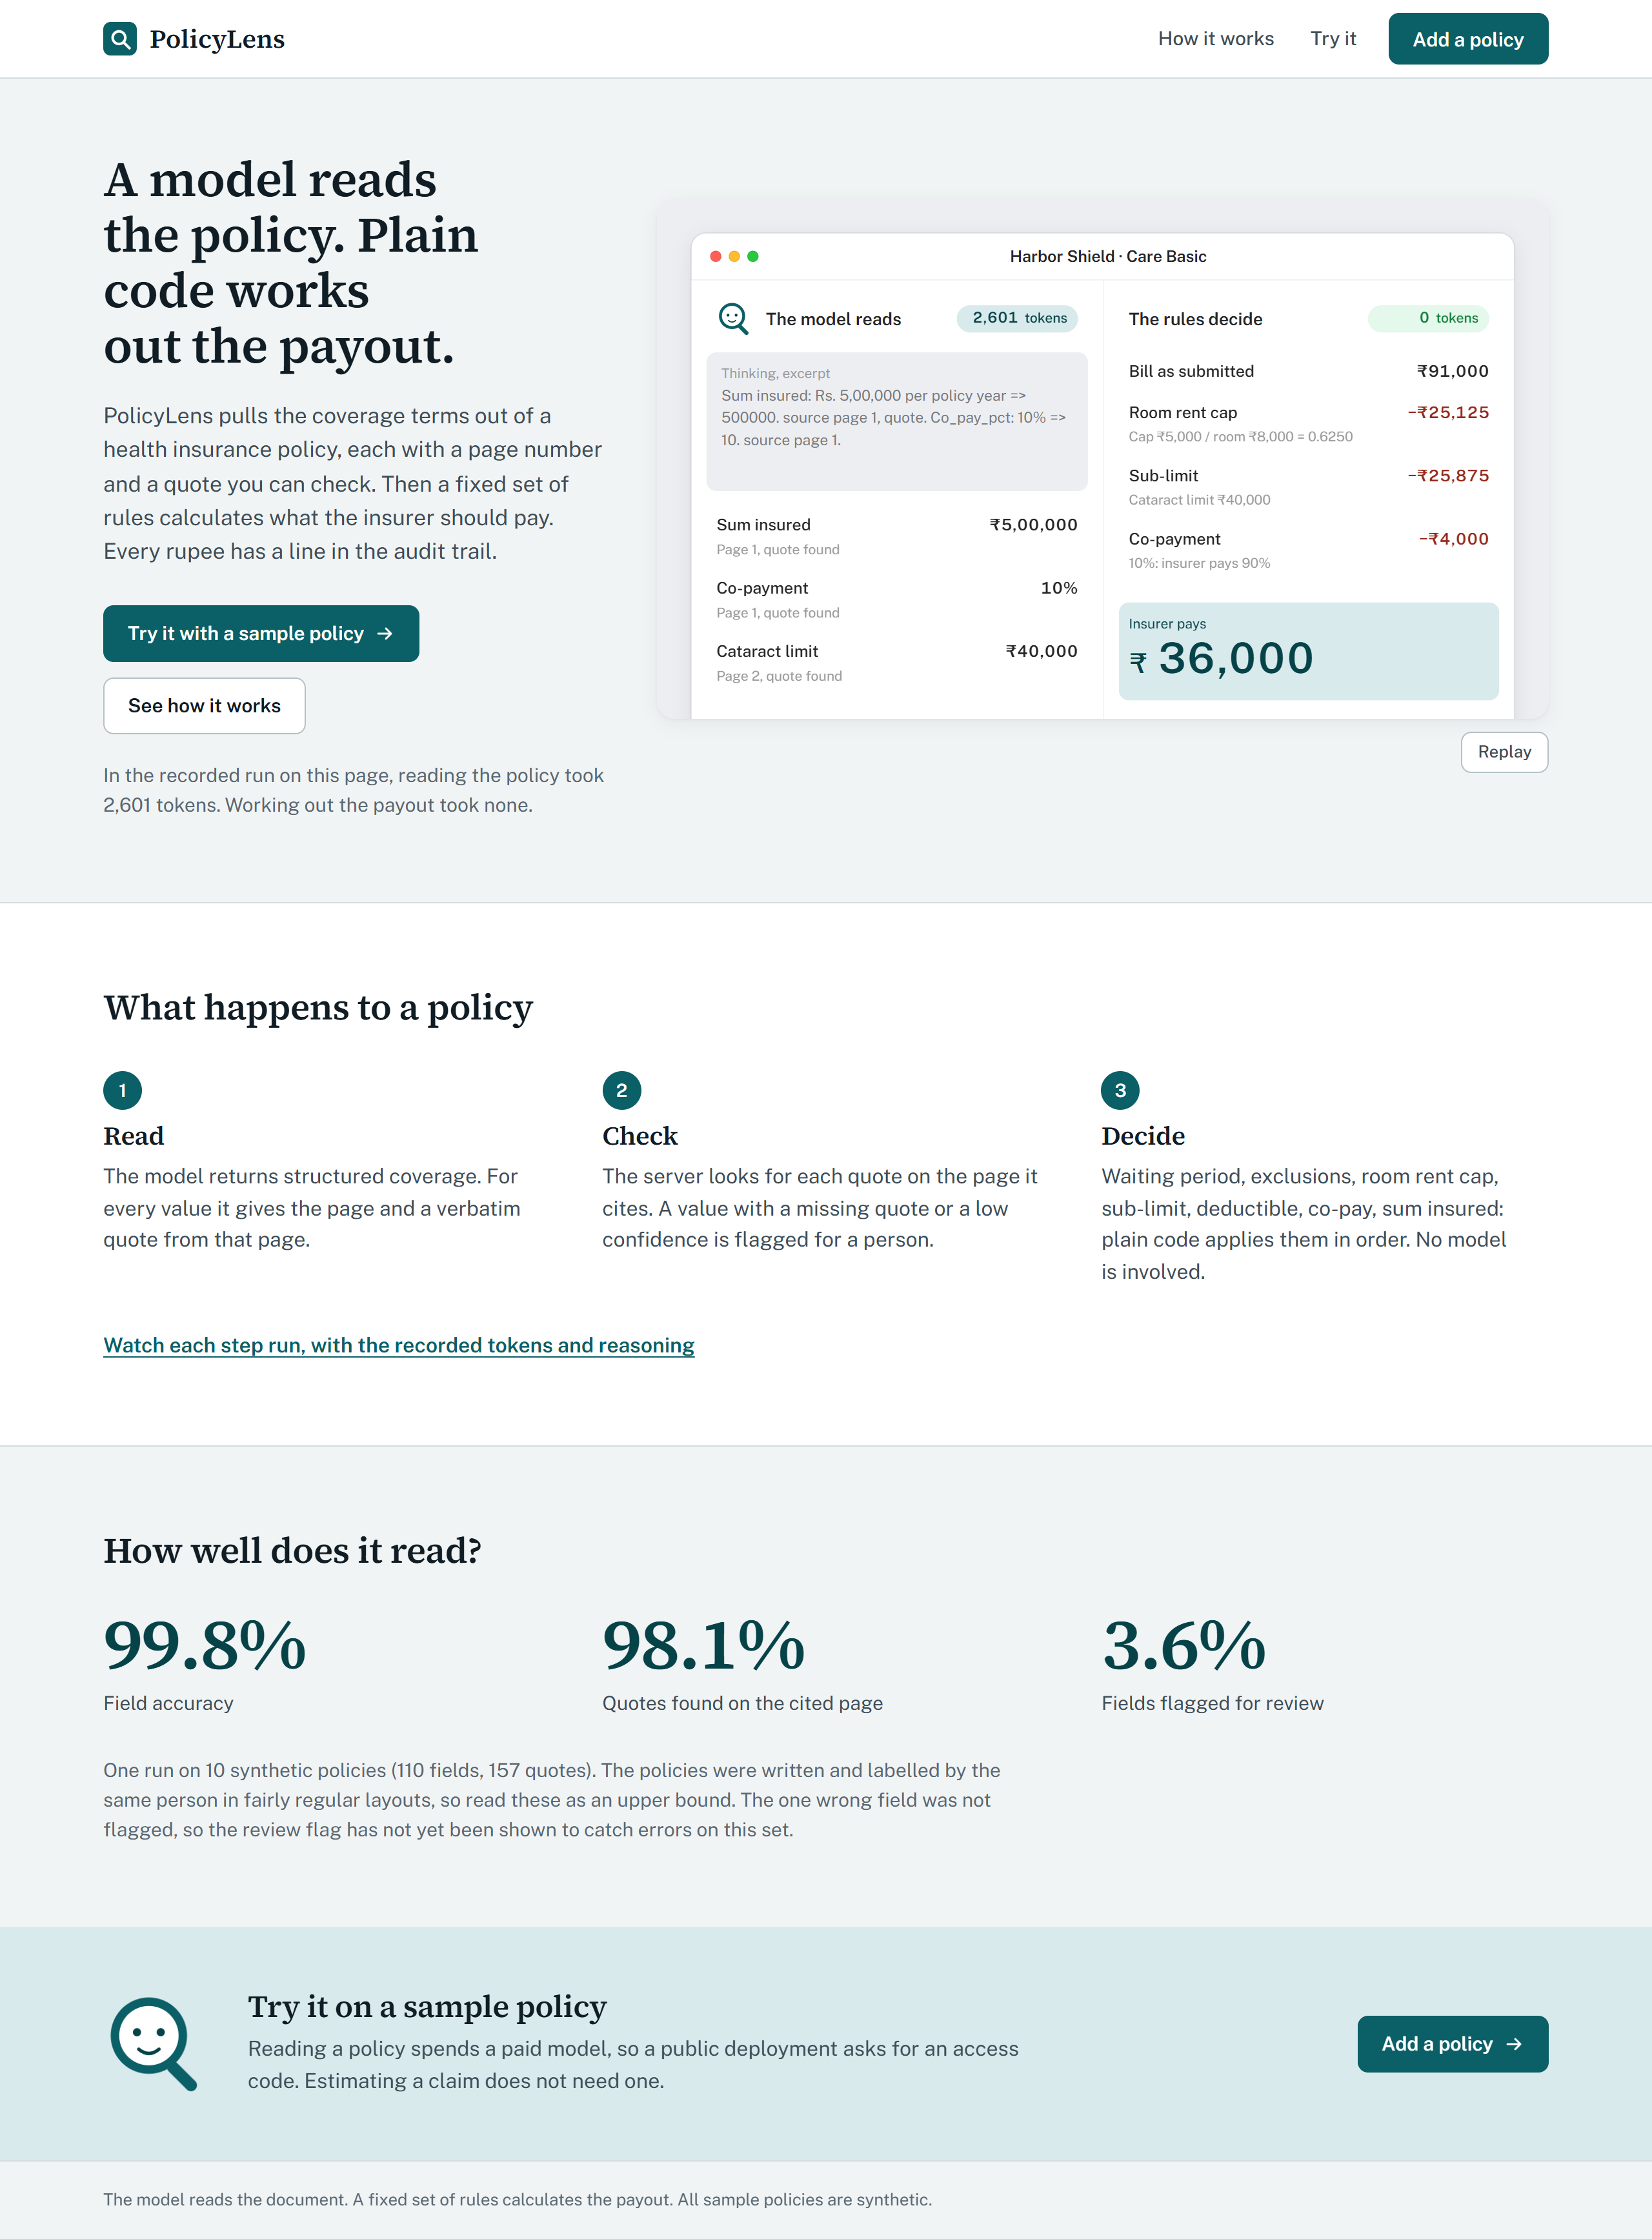 PolicyLens
How it works
Try it
Add a policy
A model reads
the policy. Plain
code works
out the payout.
PolicyLens pulls the coverage terms out of a
health insurance policy, each with a page number
and a quote you can check. Then a fixed set of
rules calculates what the insurer should pay.
Every rupee has a line in the audit trail.
Try it with a sample policy →
See how it works
In the recorded run on this page, reading the policy took
2,601 tokens. Working out the payout took none.
Harbor Shield · Care Basic
The model reads
2,601 tokens
Thinking, excerpt
Sum insured: Rs. 5,00,000 per policy year =>
500000. source page 1, quote. Co_pay_pct: 10% =>
10. source page 1.
Sum insured ₹5,00,000
Page 1, quote found
Co-payment 10%
Page 1, quote found
Cataract limit ₹40,000
Page 2, quote found
The rules decide
0 tokens
Bill as submitted ₹91,000
Room rent cap −₹25,125
Cap ₹5,000 / room ₹8,000 = 0.6250
Sub-limit −₹25,875
Cataract limit ₹40,000
Co-payment −₹4,000
10%: insurer pays 90%
Insurer pays
₹ 36,000
Replay
What happens to a policy
1
Read
The model returns structured coverage. For
every value it gives the page and a verbatim
quote from that page.
2
Check
The server looks for each quote on the page it
cites. A value with a missing quote or a low
confidence is flagged for a person.
3
Decide
Waiting period, exclusions, room rent cap,
sub-limit, deductible, co-pay, sum insured:
plain code applies them in order. No model
is involved.
Watch each step run, with the recorded tokens and reasoning
How well does it read?
99.8%
Field accuracy
98.1%
Quotes found on the cited page
3.6%
Fields flagged for review
One run on 10 synthetic policies (110 fields, 157 quotes). The policies were written and labelled by the
same person in fairly regular layouts, so read these as an upper bound. The one wrong field was not
flagged, so the review flag has not yet been shown to catch errors on this set.
Try it on a sample policy
Reading a policy spends a paid model, so a public deployment asks for an access
code. Estimating a claim does not need one.
Add a policy →
The model reads the document. A fixed set of rules calculates the payout. All sample policies are synthetic.